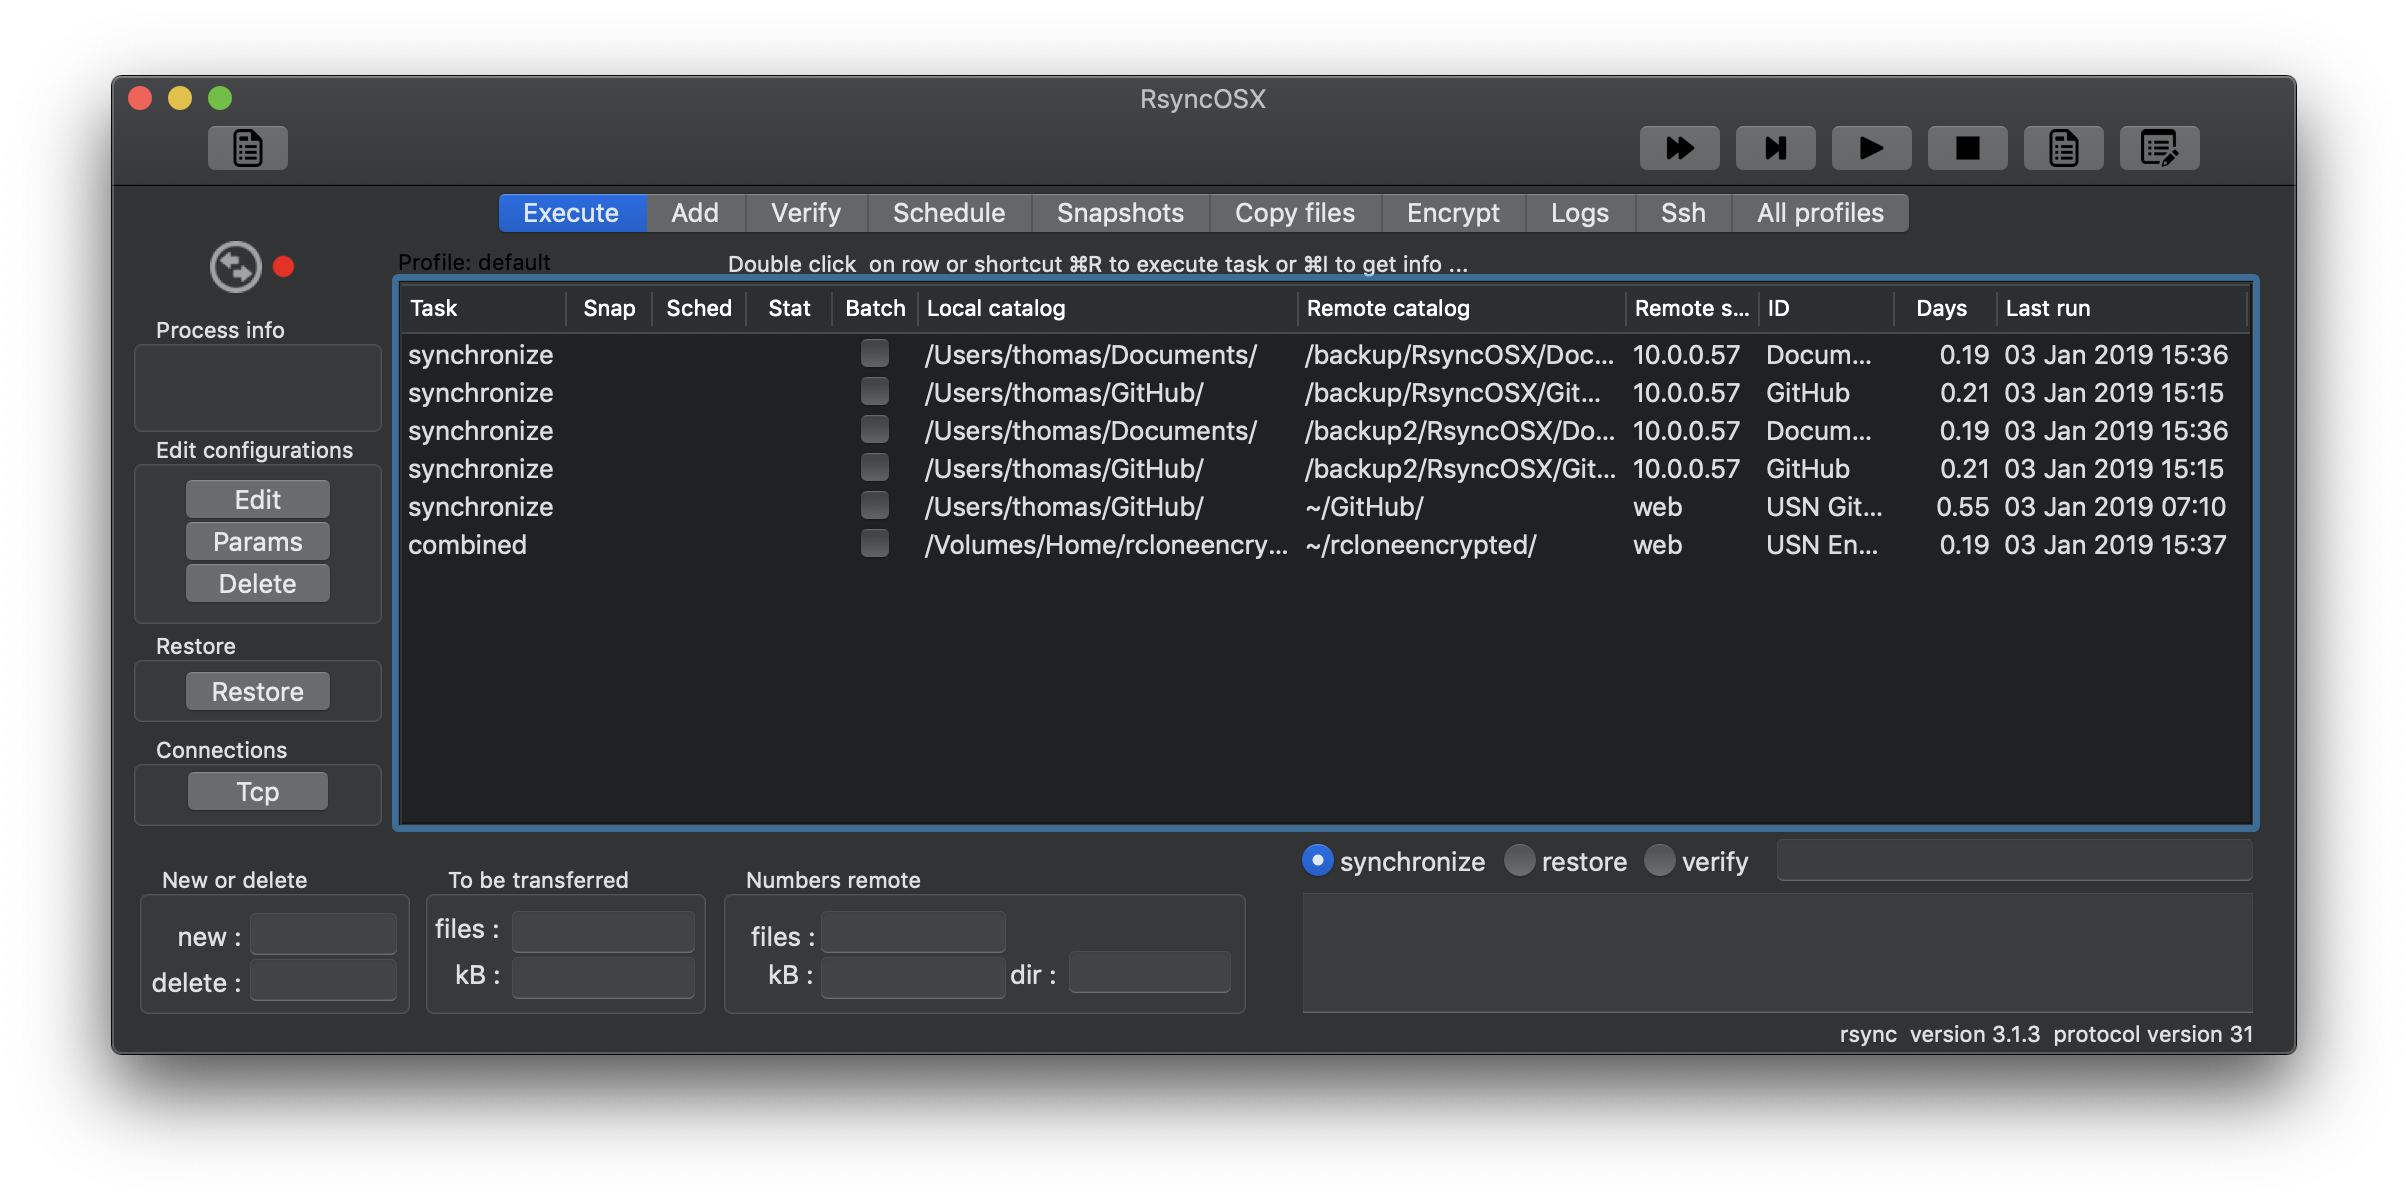 RsyncOSX
Execute Add Verify Schedule Snapshots Copy files Encrypt Logs Ssh All profiles
Profile: default Double click on row or shortcut ⌘R to execute task or ⌘I to get info ...
Task Snap Sched Stat Batch Local catalog Remote catalog Remote s... ID Days Last run
synchronize /Users/thomas/Documents/ /backup/RsyncOSX/Doc... 10.0.0.57 Docum... 0.19 03 Jan 2019 15:36
synchronize /Users/thomas/GitHub/ /backup/RsyncOSX/Git... 10.0.0.57 GitHub 0.21 03 Jan 2019 15:15
synchronize /Users/thomas/Documents/ /backup2/RsyncOSX/Do... 10.0.0.57 Docum... 0.19 03 Jan 2019 15:36
synchronize /Users/thomas/GitHub/ /backup2/RsyncOSX/Git... 10.0.0.57 GitHub 0.21 03 Jan 2019 15:15
synchronize /Users/thomas/GitHub/ ~/GitHub/ web USN Git... 0.55 03 Jan 2019 07:10
combined /Volumes/Home/rcloneencry... ~/rcloneencrypted/ web USN En... 0.19 03 Jan 2019 15:37
Process info
Edit configurations
Edit
Params
Delete
Restore
Restore
Connections
Tcp
synchronize restore verify
New or delete
new :
delete :
To be transferred
files :
kB :
Numbers remote
files :
kB : dir :
rsync version 3.1.3 protocol version 31